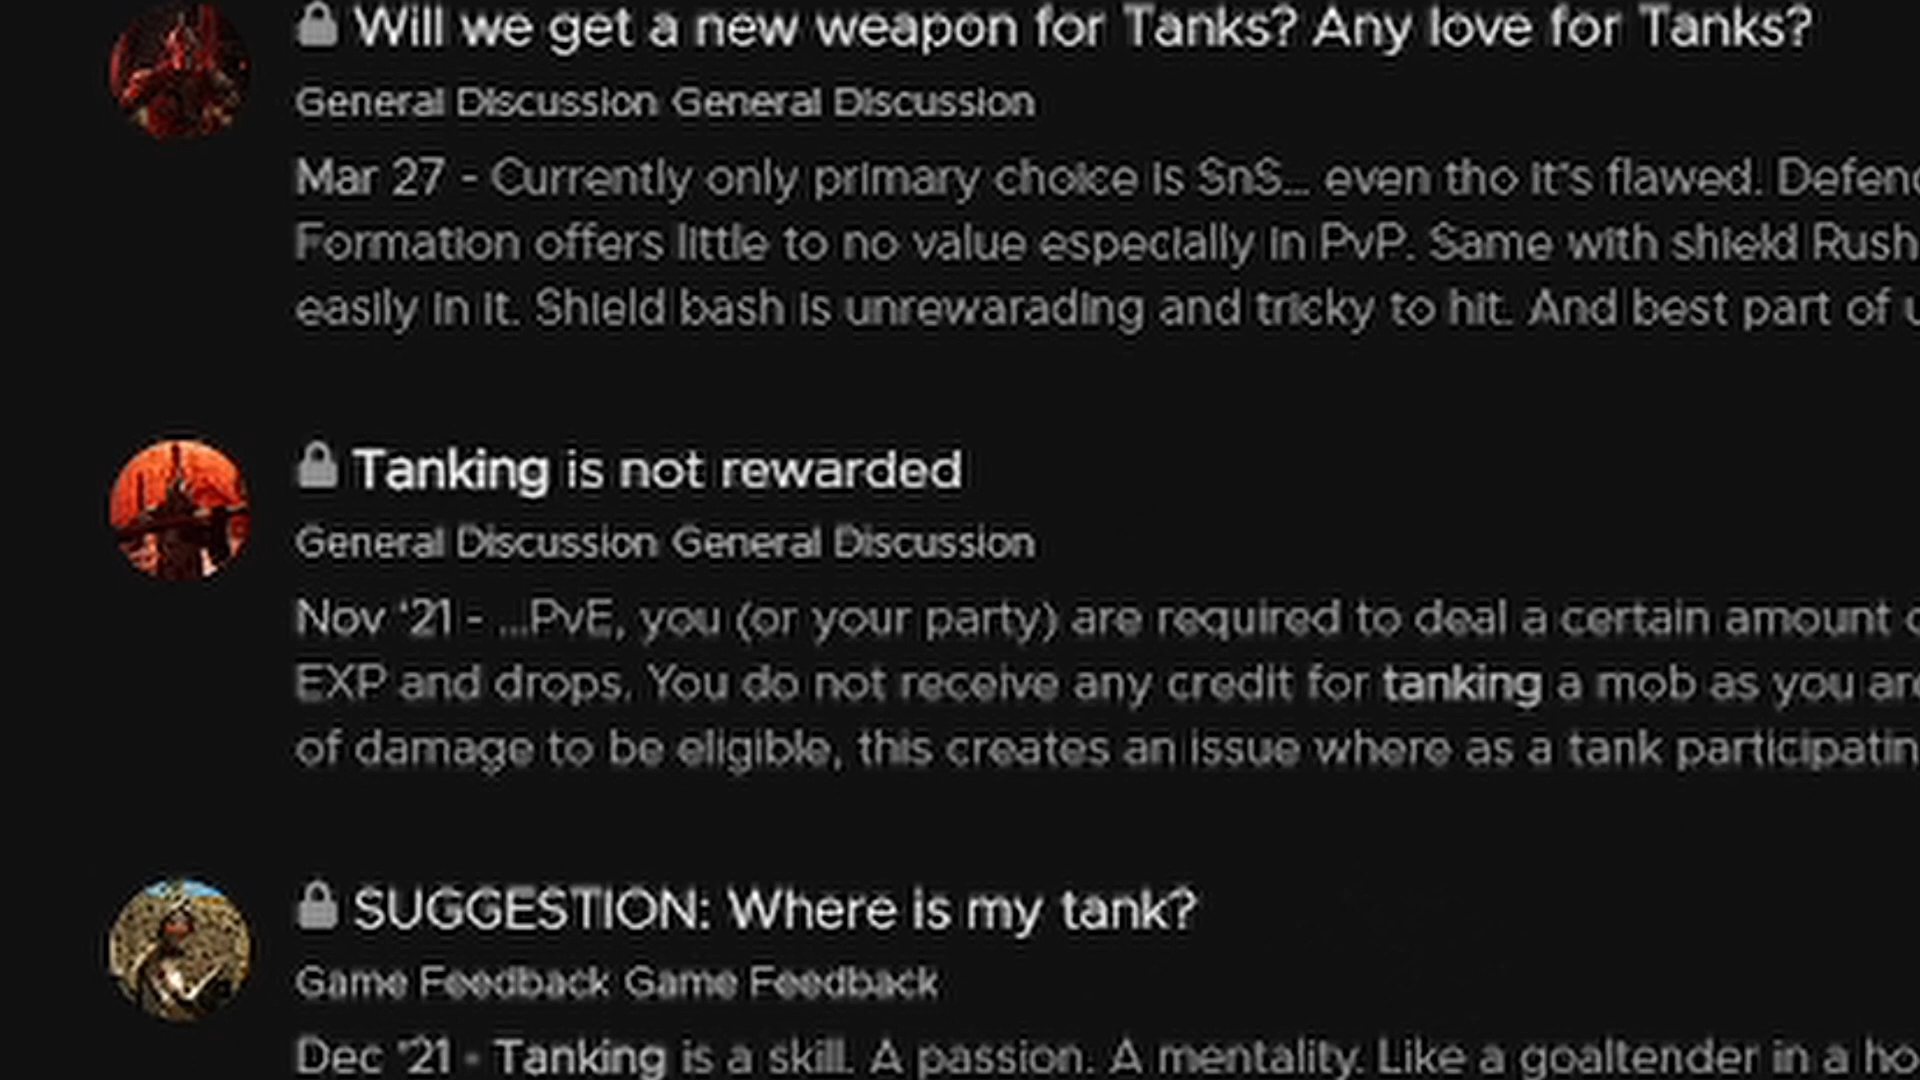 Will we get a new weapon for Tanks? Any love for Tanks?
General Discussion General Discussion
Mar 27 - Currently only primary choice is SnS... even tho it's flawed.
Formation offers little to no value especially in PvP. Same with shield Rush
easily in it. Shield bash is unrewarading and tricky to hit. And best part of
Tanking is not rewarded
General Discussion General Discussion
Nov '21 - ...PvE, you (or your party) are required to deal a certain amount
EXP and drops. You do not receive any credit for tanking a mob as you
of damage to be eligible, this creates an issue where as a tank
SUGGESTION: Where is my tank?
Game Feedback Game Feedback
Dec '21 - Tanking is a skill. A passion. A mentality. Like a goaltender in a